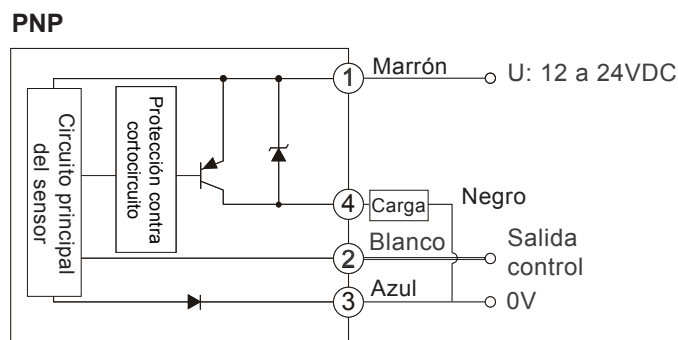 PNP
Circuito principal
del sensor
Protección contra
cortocircuito
1
Marrón
U: 12 a 24VDC
4
Carga
Negro
2
Blanco
Salida
control
3
Azul
0V